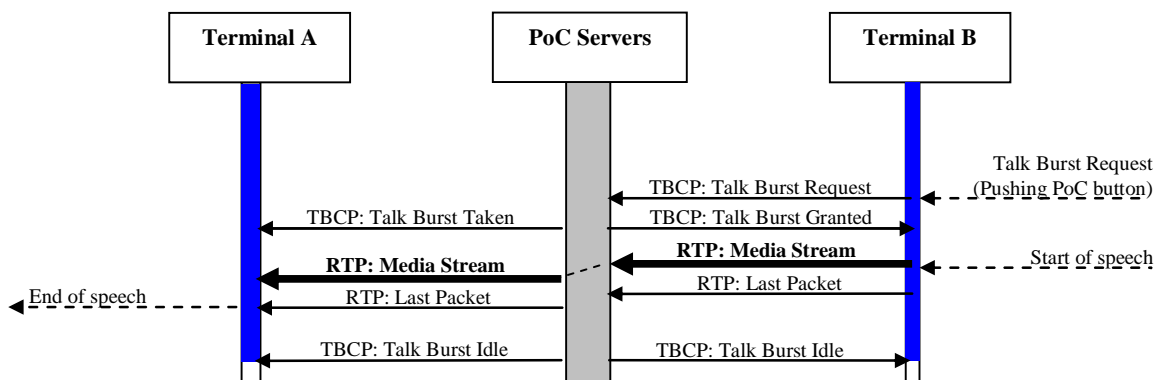 Terminal A
PoC Servers
Terminal B
Talk Burst Request
(Pushing PoC button)
TBCP: Talk Burst Request
TBCP: Talk Burst Taken
TBCP: Talk Burst Granted
RTP: Media Stream
Start of speech
RTP: Media Stream
RTP: Last Packet
End of speech
RTP: Last Packet
TBCP: Talk Burst Idle
TBCP: Talk Burst Idle